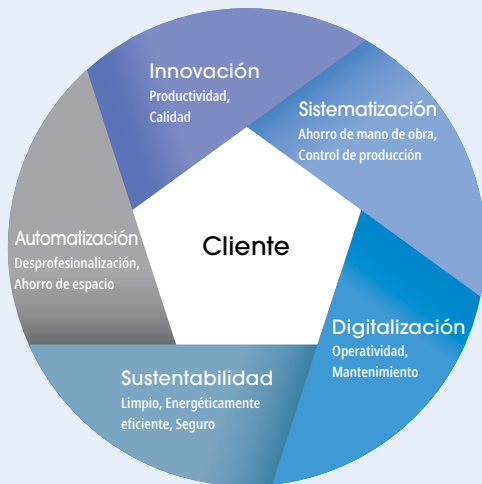 Innovación
Productividad,
Calidad
Sistematización
Ahorro de mano de obra,
Control de producción
Automatización
Desprofesionalización,
Ahorro de espacio
Cliente
Digitalización
Operatividad,
Mantenimiento
Sustentabilidad
Limpio, Energéticamente
eficiente, Seguro